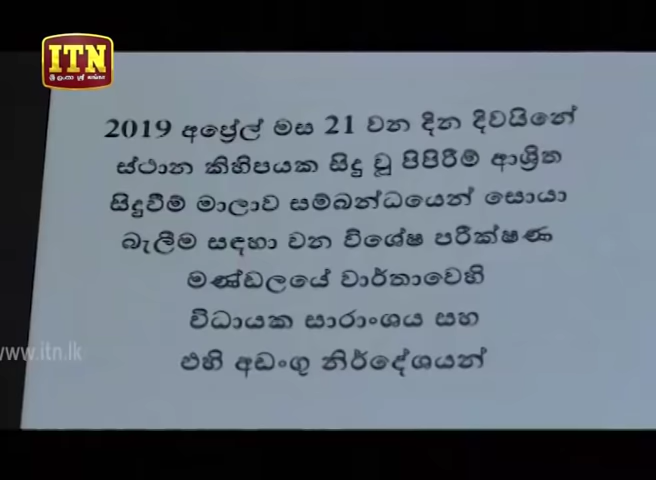 ITN
ශ්‍රී ලංකා ශ්‍රී லங்கா
2019 අප්‍රේල් මස 21 වන දින දිවයිනේ
ස්ථාන කිහිපයක සිදු වූ පිපිරීම් ආශ්‍රිත
සිදුවීම් මාලාව සම්බන්ධයෙන් සොයා
බැලීම සඳහා වන විශේෂ පරීක්ෂණ
මණ්ඩලයේ වාර්තාවෙහි
විධායක සාරාංශය සහ
එහි අඩංගු නිර්දේශයන්
www.itn.lk